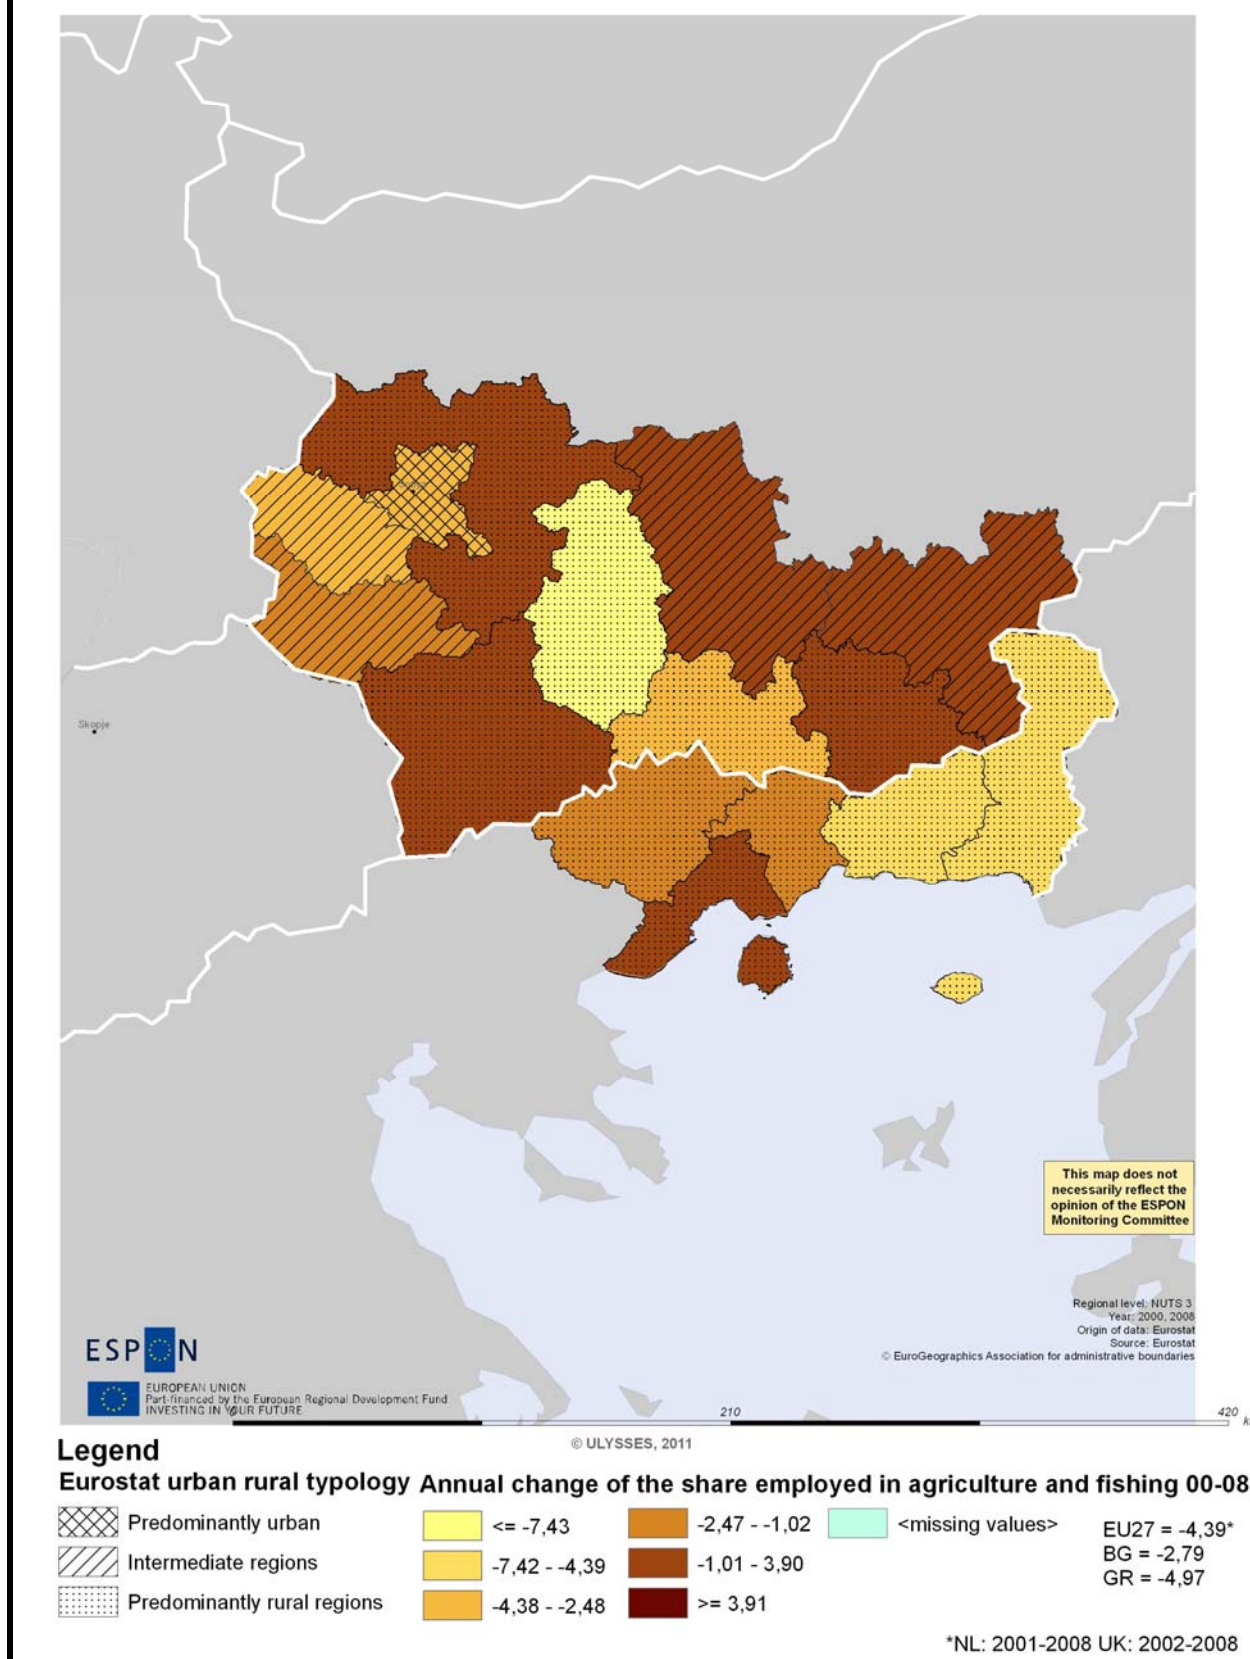 Skopje
This map does not
necessarily reflect the
opinion of the ESPON
Monitoring Committee
Regional level: NUTS 3
Year: 2000, 2008
Origin of data: Eurostat
Source: Eurostat
© EuroGeographics Association for administrative boundaries
ESPON
EUROPEAN UNION
Part-financed by the European Regional Development Fund
INVESTING IN YOUR FUTURE
210
420
© ULYSSES, 2011
Legend
Eurostat urban rural typology
Predominantly urban
Intermediate regions
Predominantly rural regions
Annual change of the share employed in agriculture and fishing 00-08
<= -7,43
-7,42 - -4,39
-4,38 - -2,48
-2,47 - -1,02
-1,01 - 3,90
>= 3,91
<missing values>
EU27 = -4,39*
BG = -2,79
GR = -4,97
*NL: 2001-2008 UK: 2002-2008